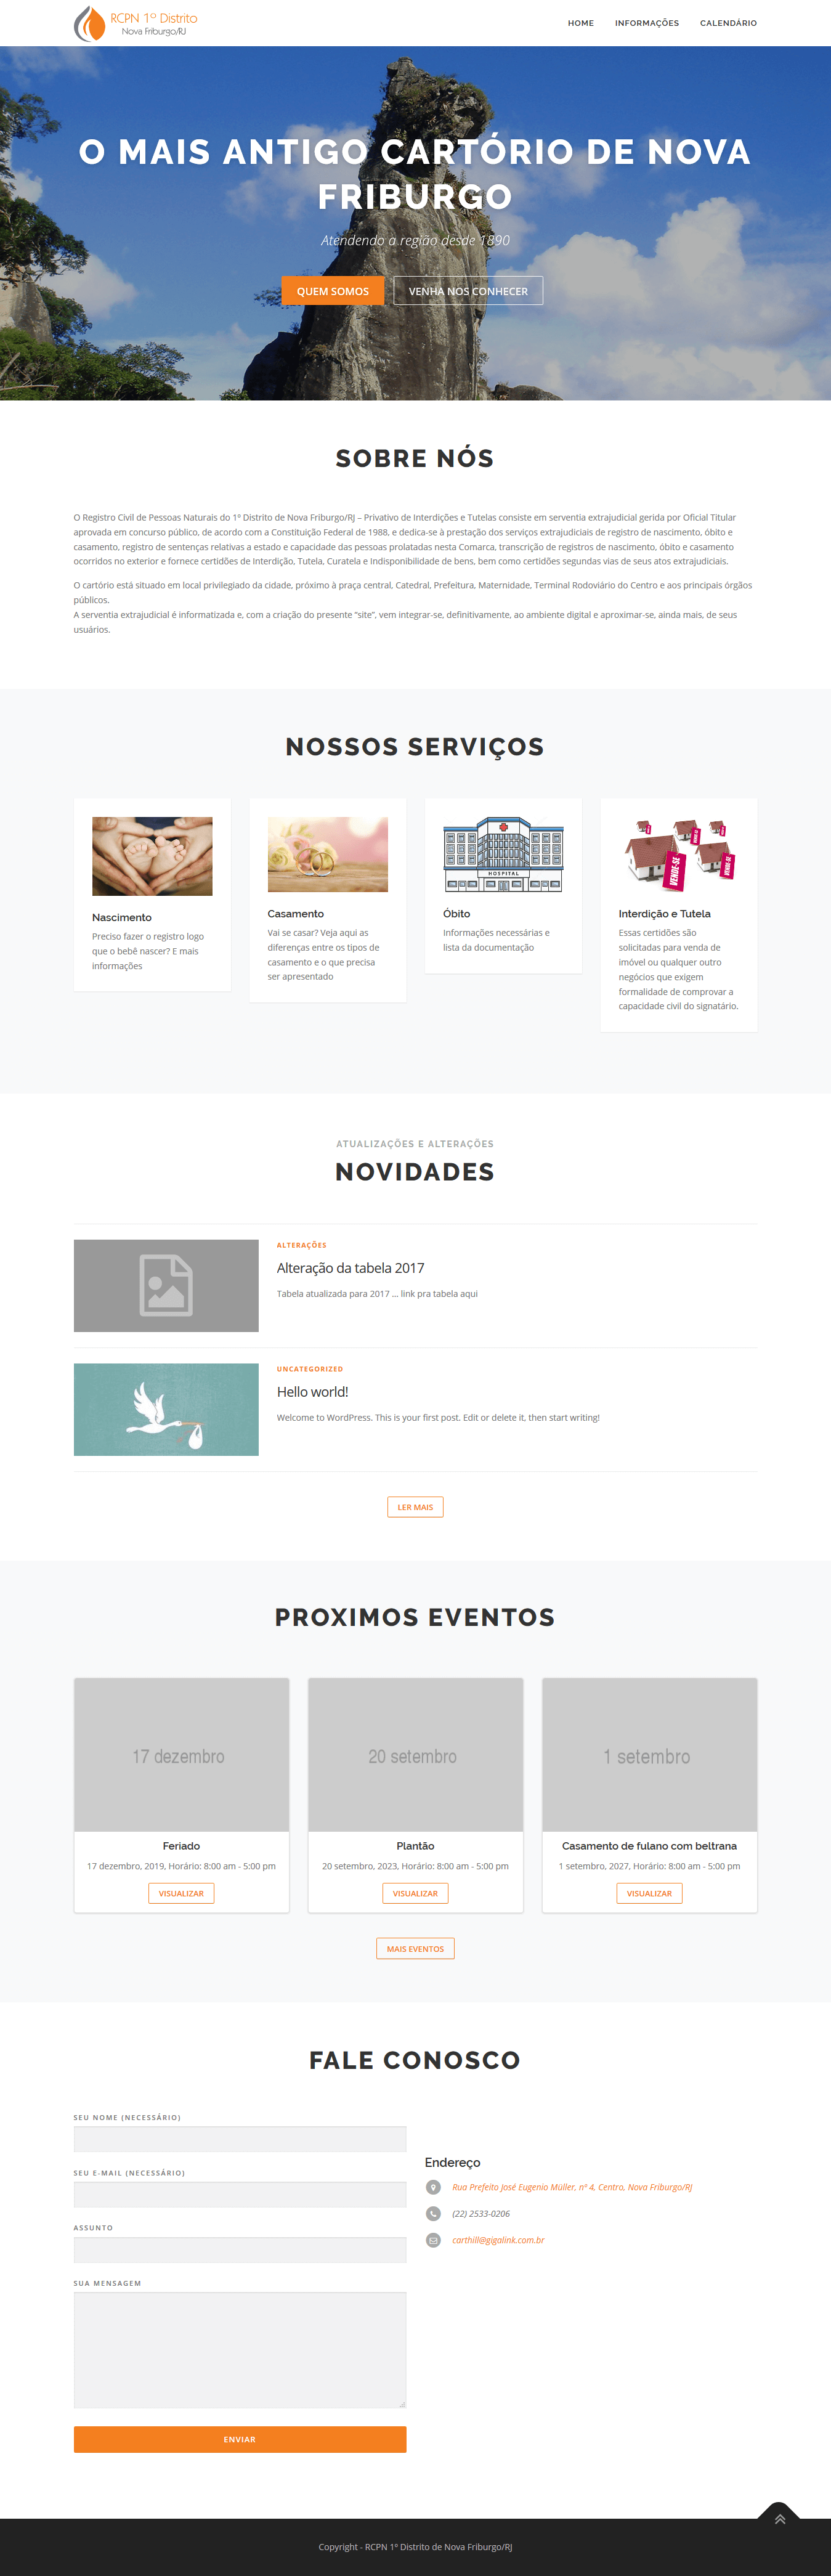 RCPN 1º Distrito
Nova Friburgo/RJ
HOME INFORMAÇÕES CALENDÁRIO
O MAIS ANTIGO CARTÓRIO DE NOVA
FRIBURGO
Atendendo a região desde 1890
QUEM SOMOS VENHA NOS CONHECER
SOBRE NÓS
O Registro Civil de Pessoas Naturais do 1º Distrito de Nova Friburgo/RJ – Privativo de Interdições e Tutelas consiste em serventia extrajudicial gerida por Oficial Titular
aprovada em concurso público, de acordo com a Constituição Federal de 1988, e dedica-se à prestação dos serviços extrajudiciais de registro de nascimento, óbito e
casamento, registro de sentenças relativas a estado e capacidade das pessoas prolatadas nesta Comarca, transcrição de registros de nascimento, óbito e casamento
ocorridos no exterior e fornece certidões de Interdição, Tutela, Curatela e Indisponibilidade de bens, bem como certidões segundas vias de seus atos extrajudiciais.
O cartório está situado em local privilegiado da cidade, próximo à praça central, Catedral, Prefeitura, Maternidade, Terminal Rodoviário do Centro e aos principais órgãos
públicos.
A serventia extrajudicial é informatizada e, com a criação do presente “site”, vem integrar-se, definitivamente, ao ambiente digital e aproximar-se, ainda mais, de seus
usuários.
NOSSOS SERVIÇOS
Nascimento
Preciso fazer o registro logo
que o bebê nascer? E mais
informações
Casamento
Vai se casar? Veja aquí as
diferenças entre os tipos de
casamento e o que precisa
ser apresentado
HOSPITAL
Óbito
Informações necessárias e
lista da documentação
VENDE-SE
VENDE-SE
Interdição e Tutela
Essas certidões são
solicitadas para venda de
imóvel ou qualquer outro
negócios que exigem
formalidade de comprovar a
capacidade civil do signatário.
ATUALIZAÇÕES E ALTERAÇÕES
NOVIDADES
ALTERAÇÕES
Alteração da tabela 2017
Tabela atualizada para 2017 ... link pra tabela aqui
UNCATEGORIZED
Hello world!
Welcome to WordPress. This is your first post. Edit or delete it, then start writing!
LER MAIS
PROXIMOS EVENTOS
17 dezembro
Feriado
17 dezembro, 2019, Horário: 8:00 am - 5:00 pm
VISUALIZAR
20 setembro
Plantão
20 setembro, 2023, Horário: 8:00 am - 5:00 pm
VISUALIZAR
1 setembro
Casamento de fulano com beltrana
1 setembro, 2027, Horário: 8:00 am - 5:00 pm
VISUALIZAR
MAIS EVENTOS
FALE CONOSCO
SEU NOME (NECESSÁRIO)
SEU E-MAIL (NECESSÁRIO)
ASSUNTO
SUA MENSAGEM
ENVIAR
Endereço
Rua Prefeito José Eugenio Müller, nº 4, Centro, Nova Friburgo/RJ
(22) 2533-0206
carthill@gigalink.com.br
Copyright - RCPN 1º Distrito de Nova Friburgo/RJ